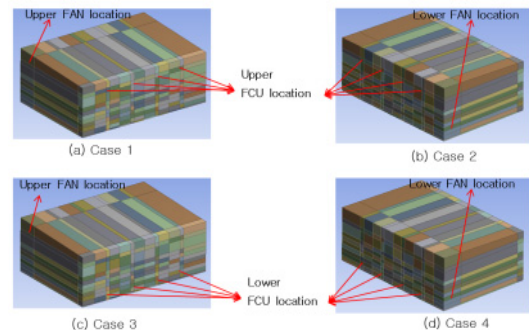 Upper FAN location
Lower FAN location
Upper
FCU location
(a) Case 1
(b) Case 2
Upper FAN location
Lower FAN location
Lower
FCU location
(c) Case 3
(d) Case 4